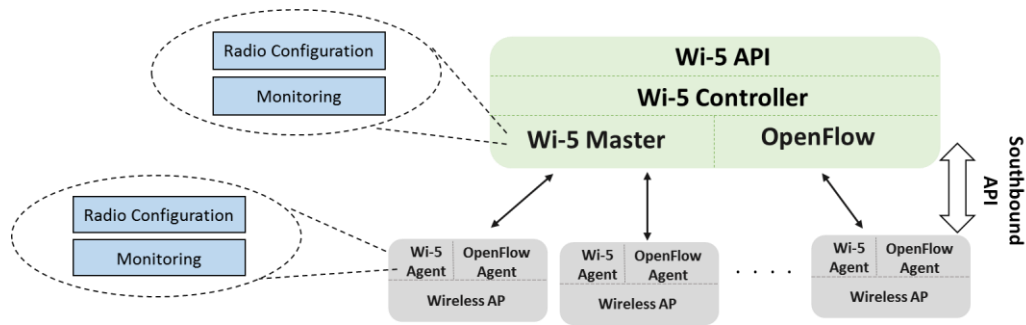 Radio Configuration
Monitoring
Wi-5 API
Wi-5 Controller
Wi-5 Master
OpenFlow
Southbound
API
Radio Configuration
Monitoring
Wi-5
Agent
OpenFlow
Agent
Wireless AP
Wi-5
Agent
OpenFlow
Agent
Wireless AP
. . . . .
Wi-5
Agent
OpenFlow
Agent
Wireless AP